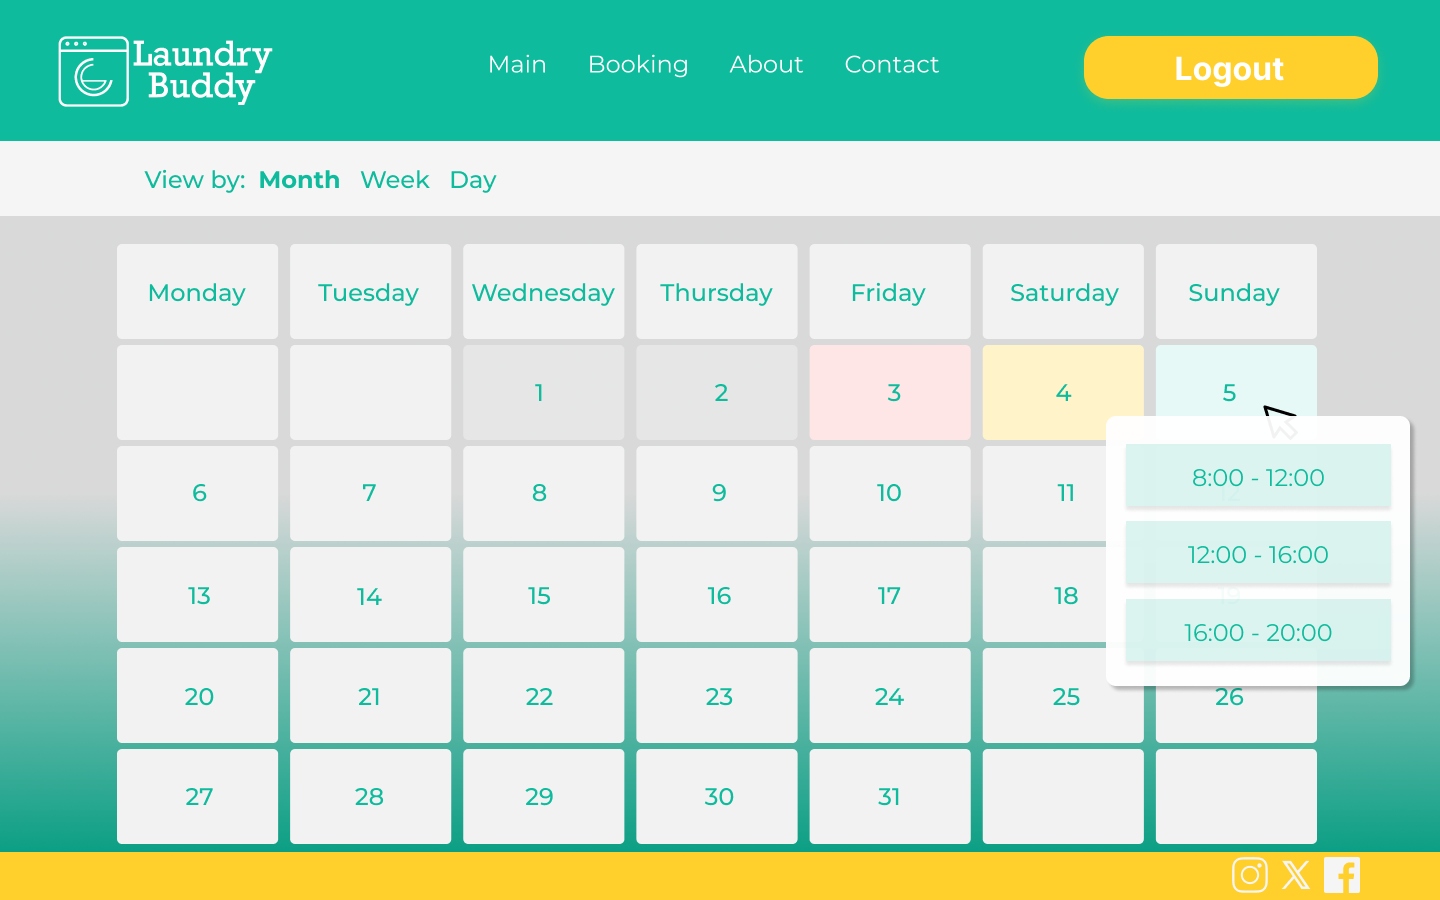 Laundry
Buddy
Main Booking About Contact
Logout
View by: Month Week Day
Monday Tuesday Wednesday Thursday Friday Saturday Sunday
1 2 3 4 5
6 7 8 9 10 11 12
8:00 - 12:00
12:00 - 16:00
13 14 15 16 17 18 19
16:00 - 20:00
20 21 22 23 24 25 26
27 28 29 30 31